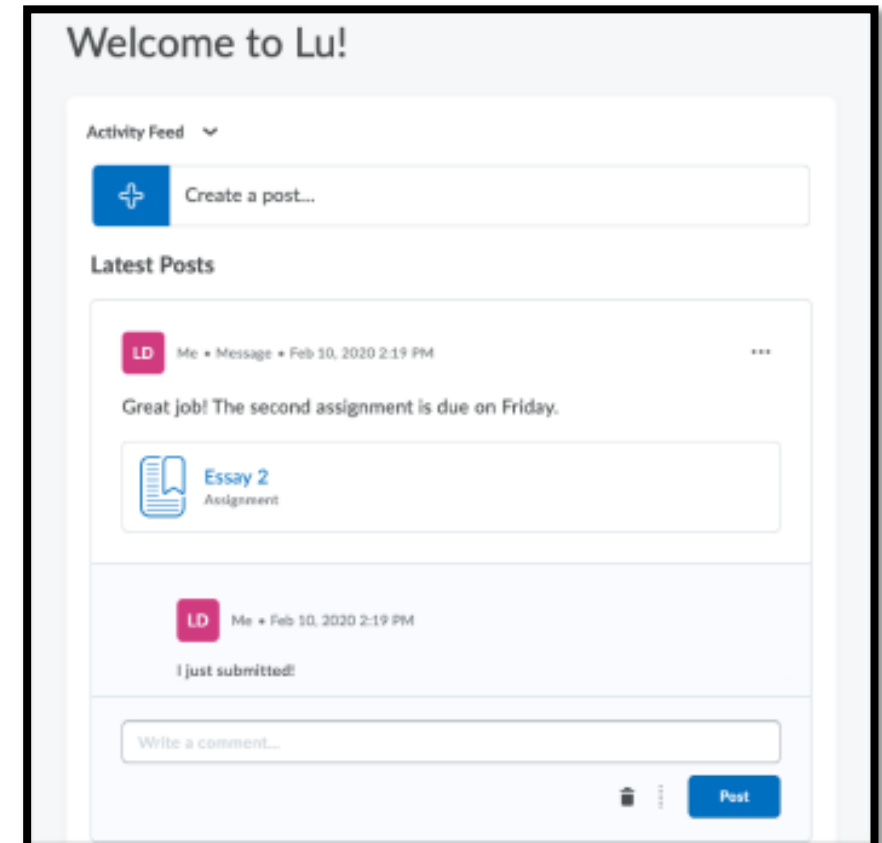 Welcome to Lu!
Activity Feed
Create a post...
Latest Posts
LD Me • Message • Feb 10, 2020 2:19 PM
Great job! The second assignment is due on Friday.
Essay 2
Assignment
LD Me • Feb 10, 2020 2:19 PM
I just submitted!
Write a comment...
Post